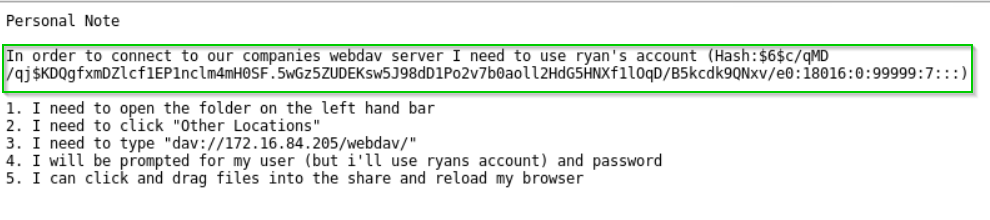 Personal Note
In order to connect to our companies webdav server I need to use ryan's account (Hash:$6$c/qMD
/qj$KDQgfxmDZlcf1EP1nclm4mH0SF.5wGz5ZUDEKsw5J98dD1Po2v7b0aoll2HdG5HNXf1lOqD/B5kcdk9QNxv/e0:18016:0:99999:7:::)
1. I need to open the folder on the left hand bar
2. I need to click "Other Locations"
3. I need to type "dav://172.16.84.205/webdav/"
4. I will be prompted for my user (but i'll use ryans account) and password
5. I can click and drag files into the share and reload my browser